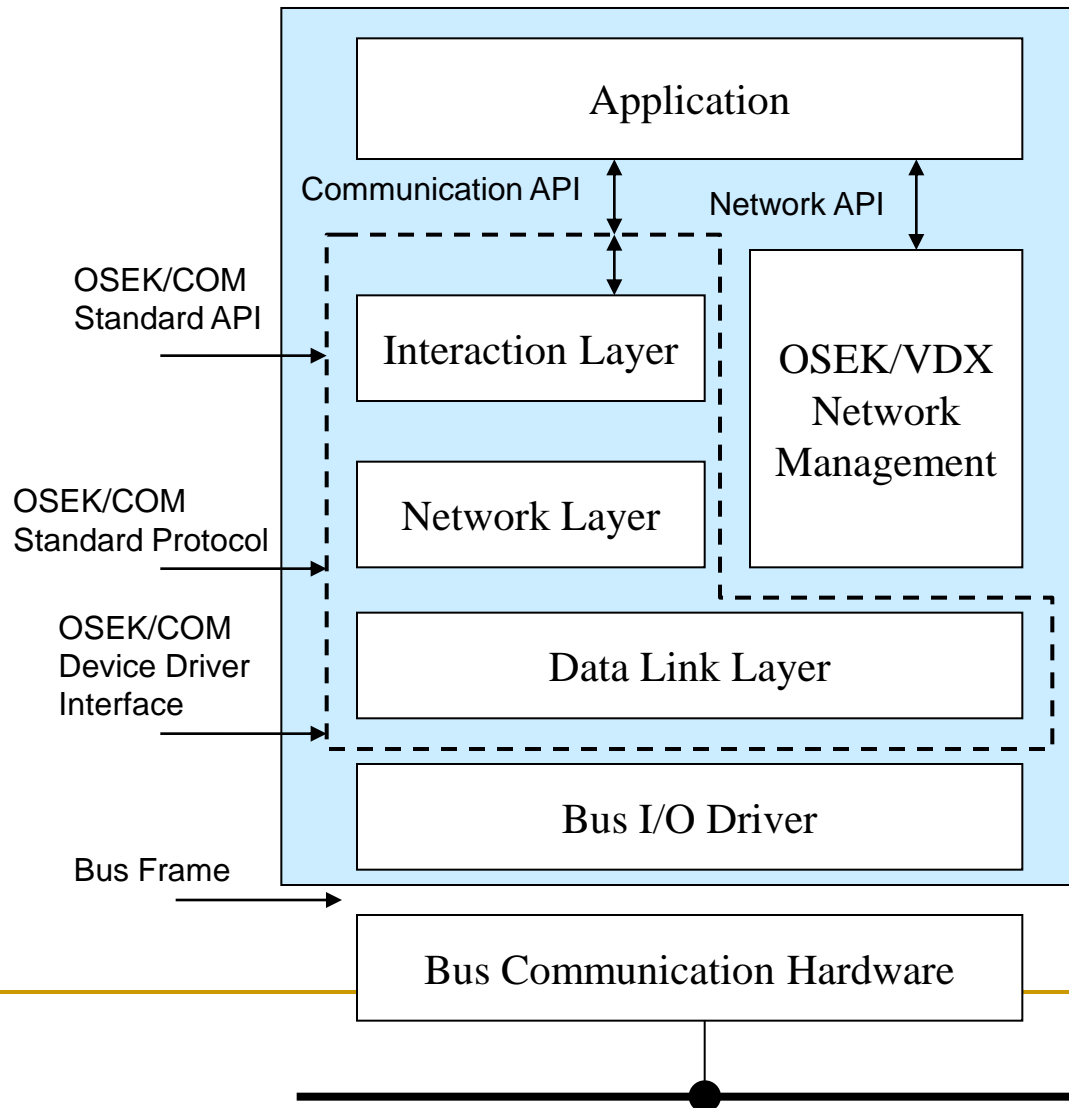 Application
Communication API
Network API
OSEK/COM
Standard API
Interaction Layer
OSEK/VDX
Network
Management
OSEK/COM
Standard Protocol
Network Layer
OSEK/COM
Device Driver
Interface
Data Link Layer
Bus I/O Driver
Bus Frame
Bus Communication Hardware